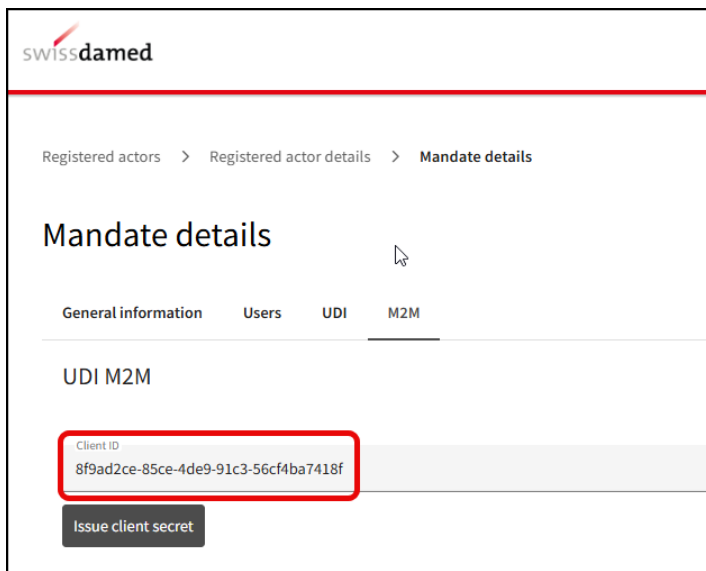 swissdamed
Registered actors > Registered actor details > Mandate details
Mandate details
General information Users UDI M2M
UDI M2M
Client ID
8f9ad2ce-85ce-4de9-91c3-56cf4ba7418f
Issue client secret